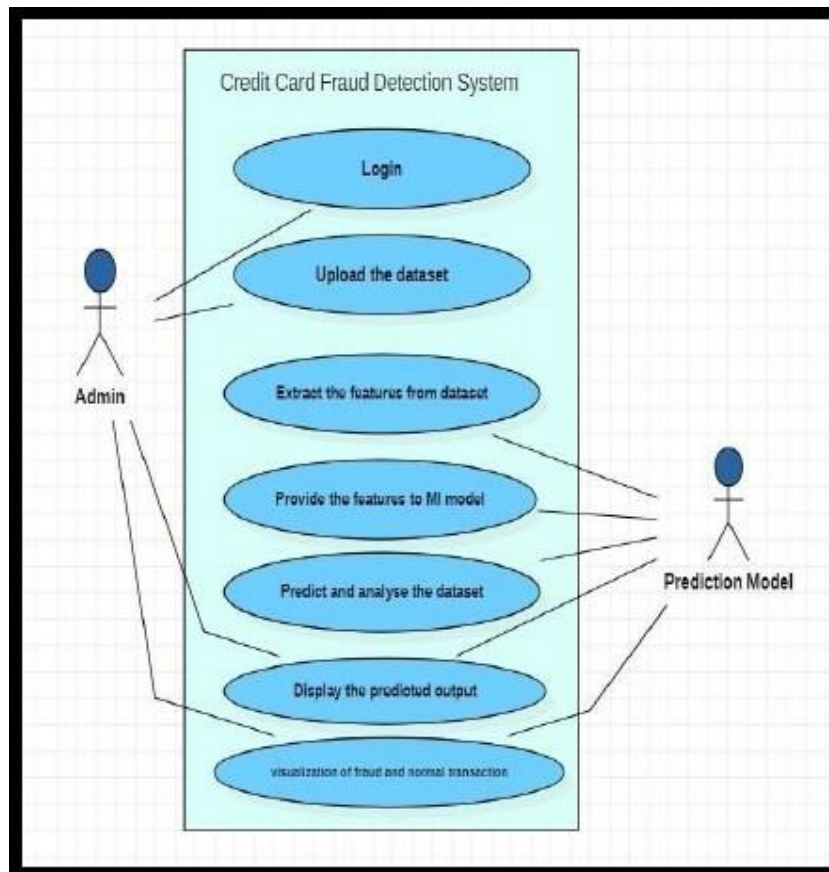 Credit Card Fraud Detection System
Login
Upload the dataset
Extract the features from dataset
Admin
Provide the features to Ml model
Prediction Model
Predict and analyse the dataset
Display the predicted output
visualization of fraud and normal transaction